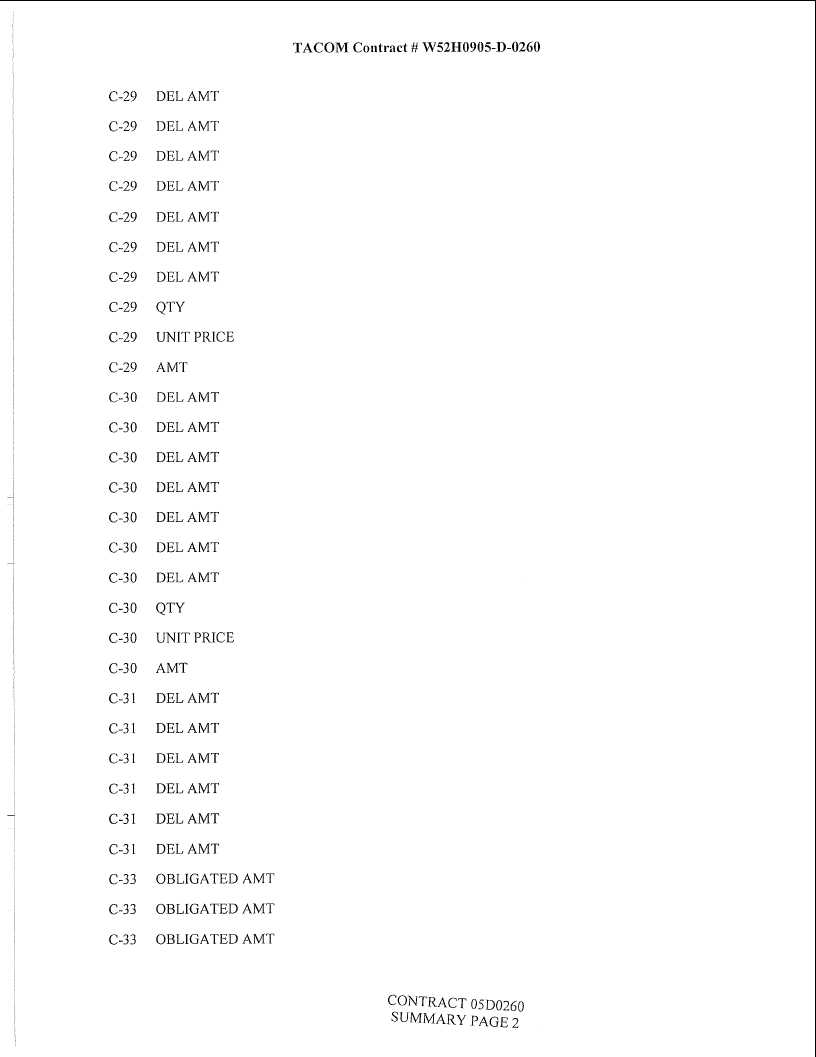 TACOM Contract # W52H0905-D-0260
C-29 DEL AMT
C-29 DEL AMT
C-29 DEL AMT
C-29 DEL AMT
C-29 DEL AMT
C-29 DEL AMT
C-29 DEL AMT
C-29 QTY
C-29 UNIT PRICE
C-29 AMT
C-30 DEL AMT
C-30 DEL AMT
C-30 DEL AMT
C-30 DEL AMT
C-30 DEL AMT
C-30 DEL AMT
C-30 DEL AMT
C-30 QTY
C-30 UNIT PRICE
C-30 AMT
C-31 DEL AMT
C-31 DEL AMT
C-31 DEL AMT
C-31 DEL AMT
C-31 DEL AMT
C-31 DEL AMT
C-33 OBLIGATED AMT
C-33 OBLIGATED AMT
C-33 OBLIGATED AMT
CONTRACT 05D0260
SUMMARY PAGE 2